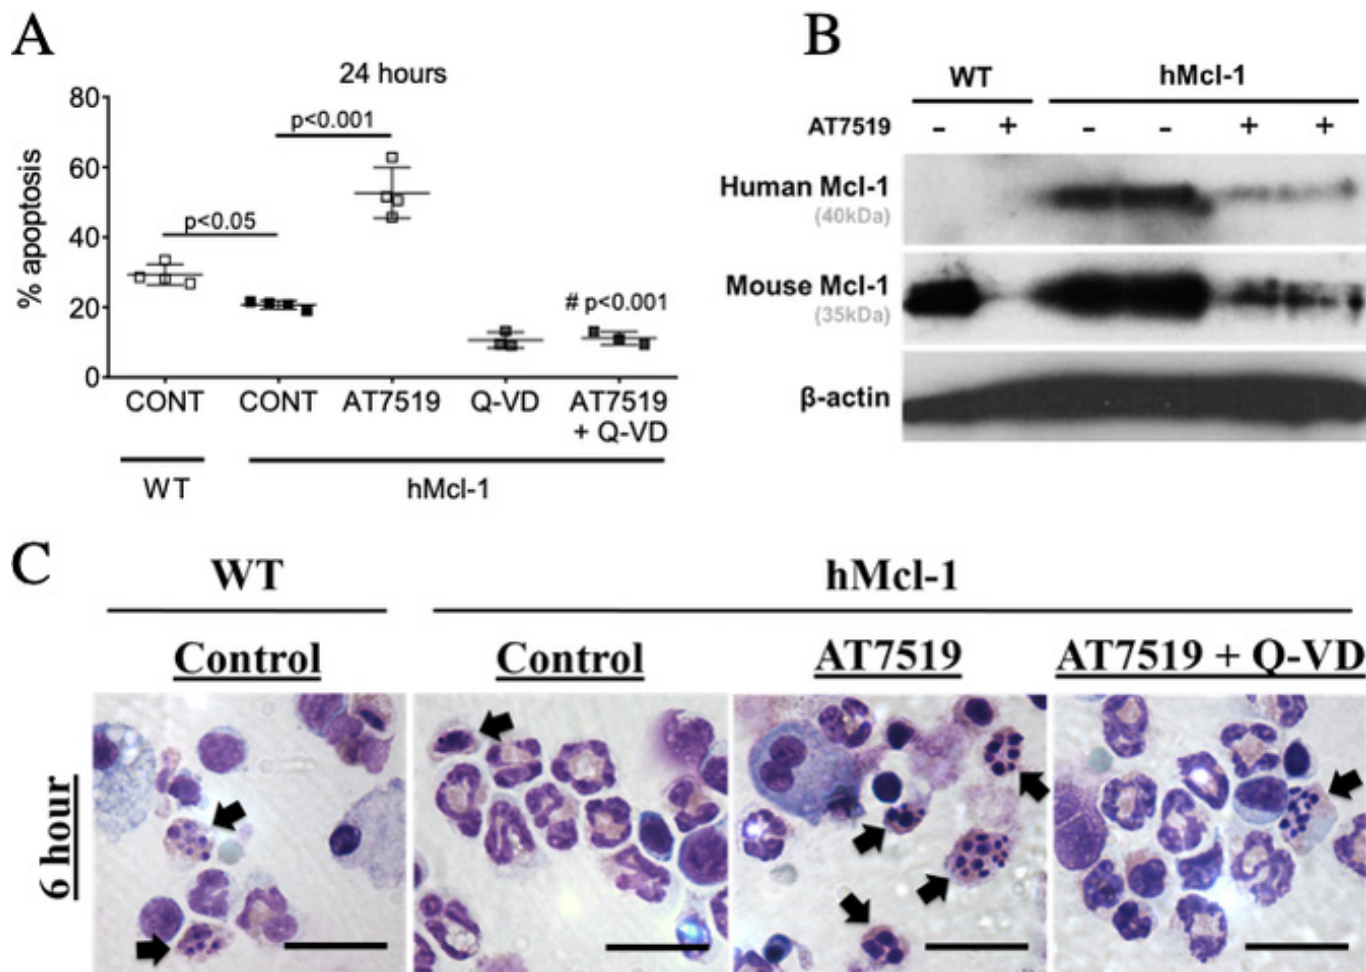 A
24 hours
80
60
40
20
0
% apoptosis
p<0.001
p<0.05
# p<0.001
CONT CONT AT7519 Q-VD AT7519
+ Q-VD
WT hMcl-1
B
WT hMcl-1
AT7519 - + - - + +
Human Mcl-1
(40kDa)
Mouse Mcl-1
(35kDa)
β-actin
C
WT hMcl-1
Control Control AT7519 AT7519 + Q-VD
6 hour